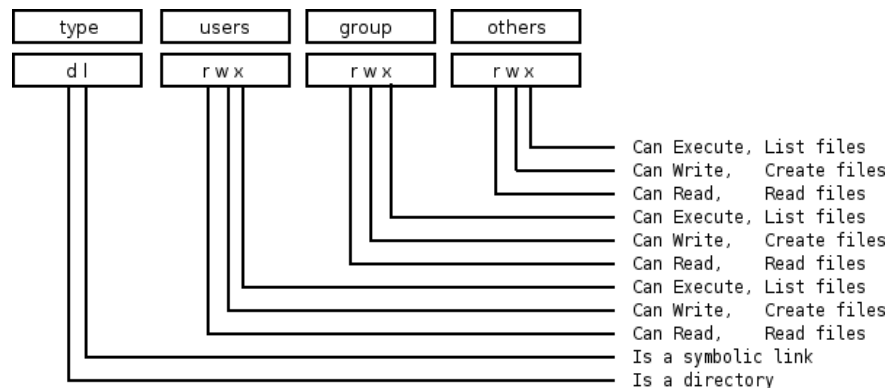 type users group others
d l r w x r w x r w x
Can Execute, List files
Can Write, Create files
Can Read, Read files
Can Execute, List files
Can Write, Create files
Can Read, Read files
Can Execute, List files
Can Write, Create files
Can Read, Read files
Is a symbolic link
Is a directory